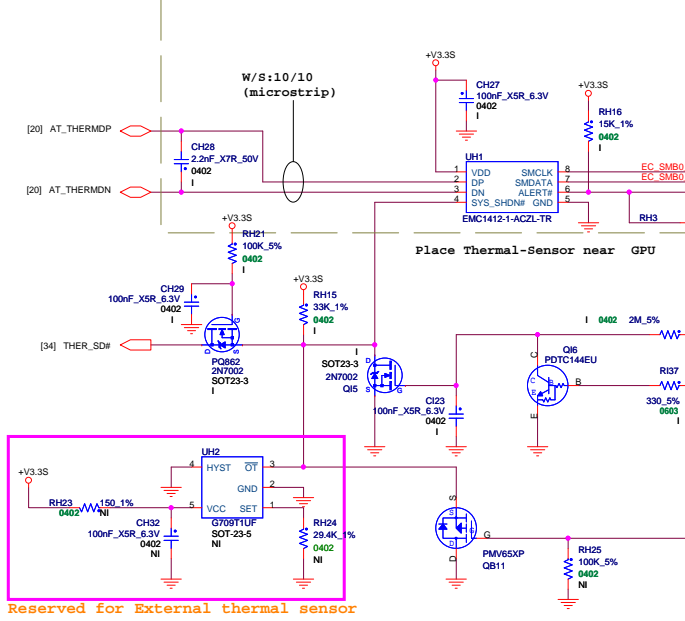 +V3.3S
W/S:10/10
(microstrip)
CH27
100nF_X5R_6.3V
0402
I
+V3.3S
RH16
15K_1%
0402
I
[20] AT_THERMDP
CH28
2.2nF_X7R_50V
0402
I
[20] AT_THERMDN
UH1
1 VDD SMCLK 8
2 DP SMDATA 7
3 DN ALERT# 6
4 SYS_SHDN# GND 5
EMC1412-1-ACZL-TR
EC_SMB0
EC_SMB0
RH3
Place Thermal-Sensor near GPU
+V3.3S
RH21
100K_5%
0402
I
CH29
100nF_X5R_6.3V
0402
I
+V3.3S
RH15
33K_1%
0402
I
[34] THER_SD#
G
D S
PQ862
2N7002
SOT23-3
I
I
SOT23-3
2N7002
QI5
D
G
S
CI23
100nF_X5R_6.3V
0402
I
I 0402 2M_5%
QI6
PDTC144EU
C
C
B
B
E
E
RI37
330_5%
0603
I
+V3.3S
RH23
0402
150_1%
NI
CH32
100nF_X5R_6.3V
0402
NI
UH2
4 HYST OT 3
GND 2
5 VCC SET 1
G709T1UF
SOT-23-5
NI
RH24
29.4K_1%
0402
NI
S
S
G
G
D
D
PMV65XP
QB11
RH25
100K_5%
0402
NI
Reserved for External thermal sensor